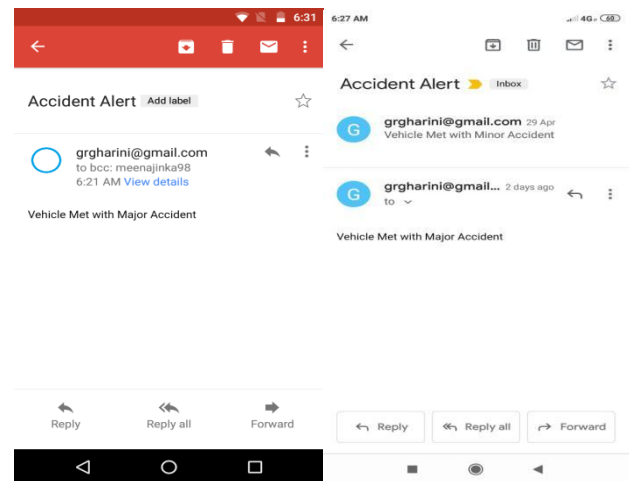 6:31
Accident Alert Add label
grgharini@gmail.com
to bcc: meenajinka98
6:21 AM View details
Vehicle Met with Major Accident
Reply Reply all Forward
6:27 AM 4G+ 60
Accident Alert Inbox
G grgharini@gmail.com 29 Apr
Vehicle Met with Minor Accident
G grgharini@gmail... 2 days ago
to
Vehicle Met with Major Accident
Reply Reply all Forward